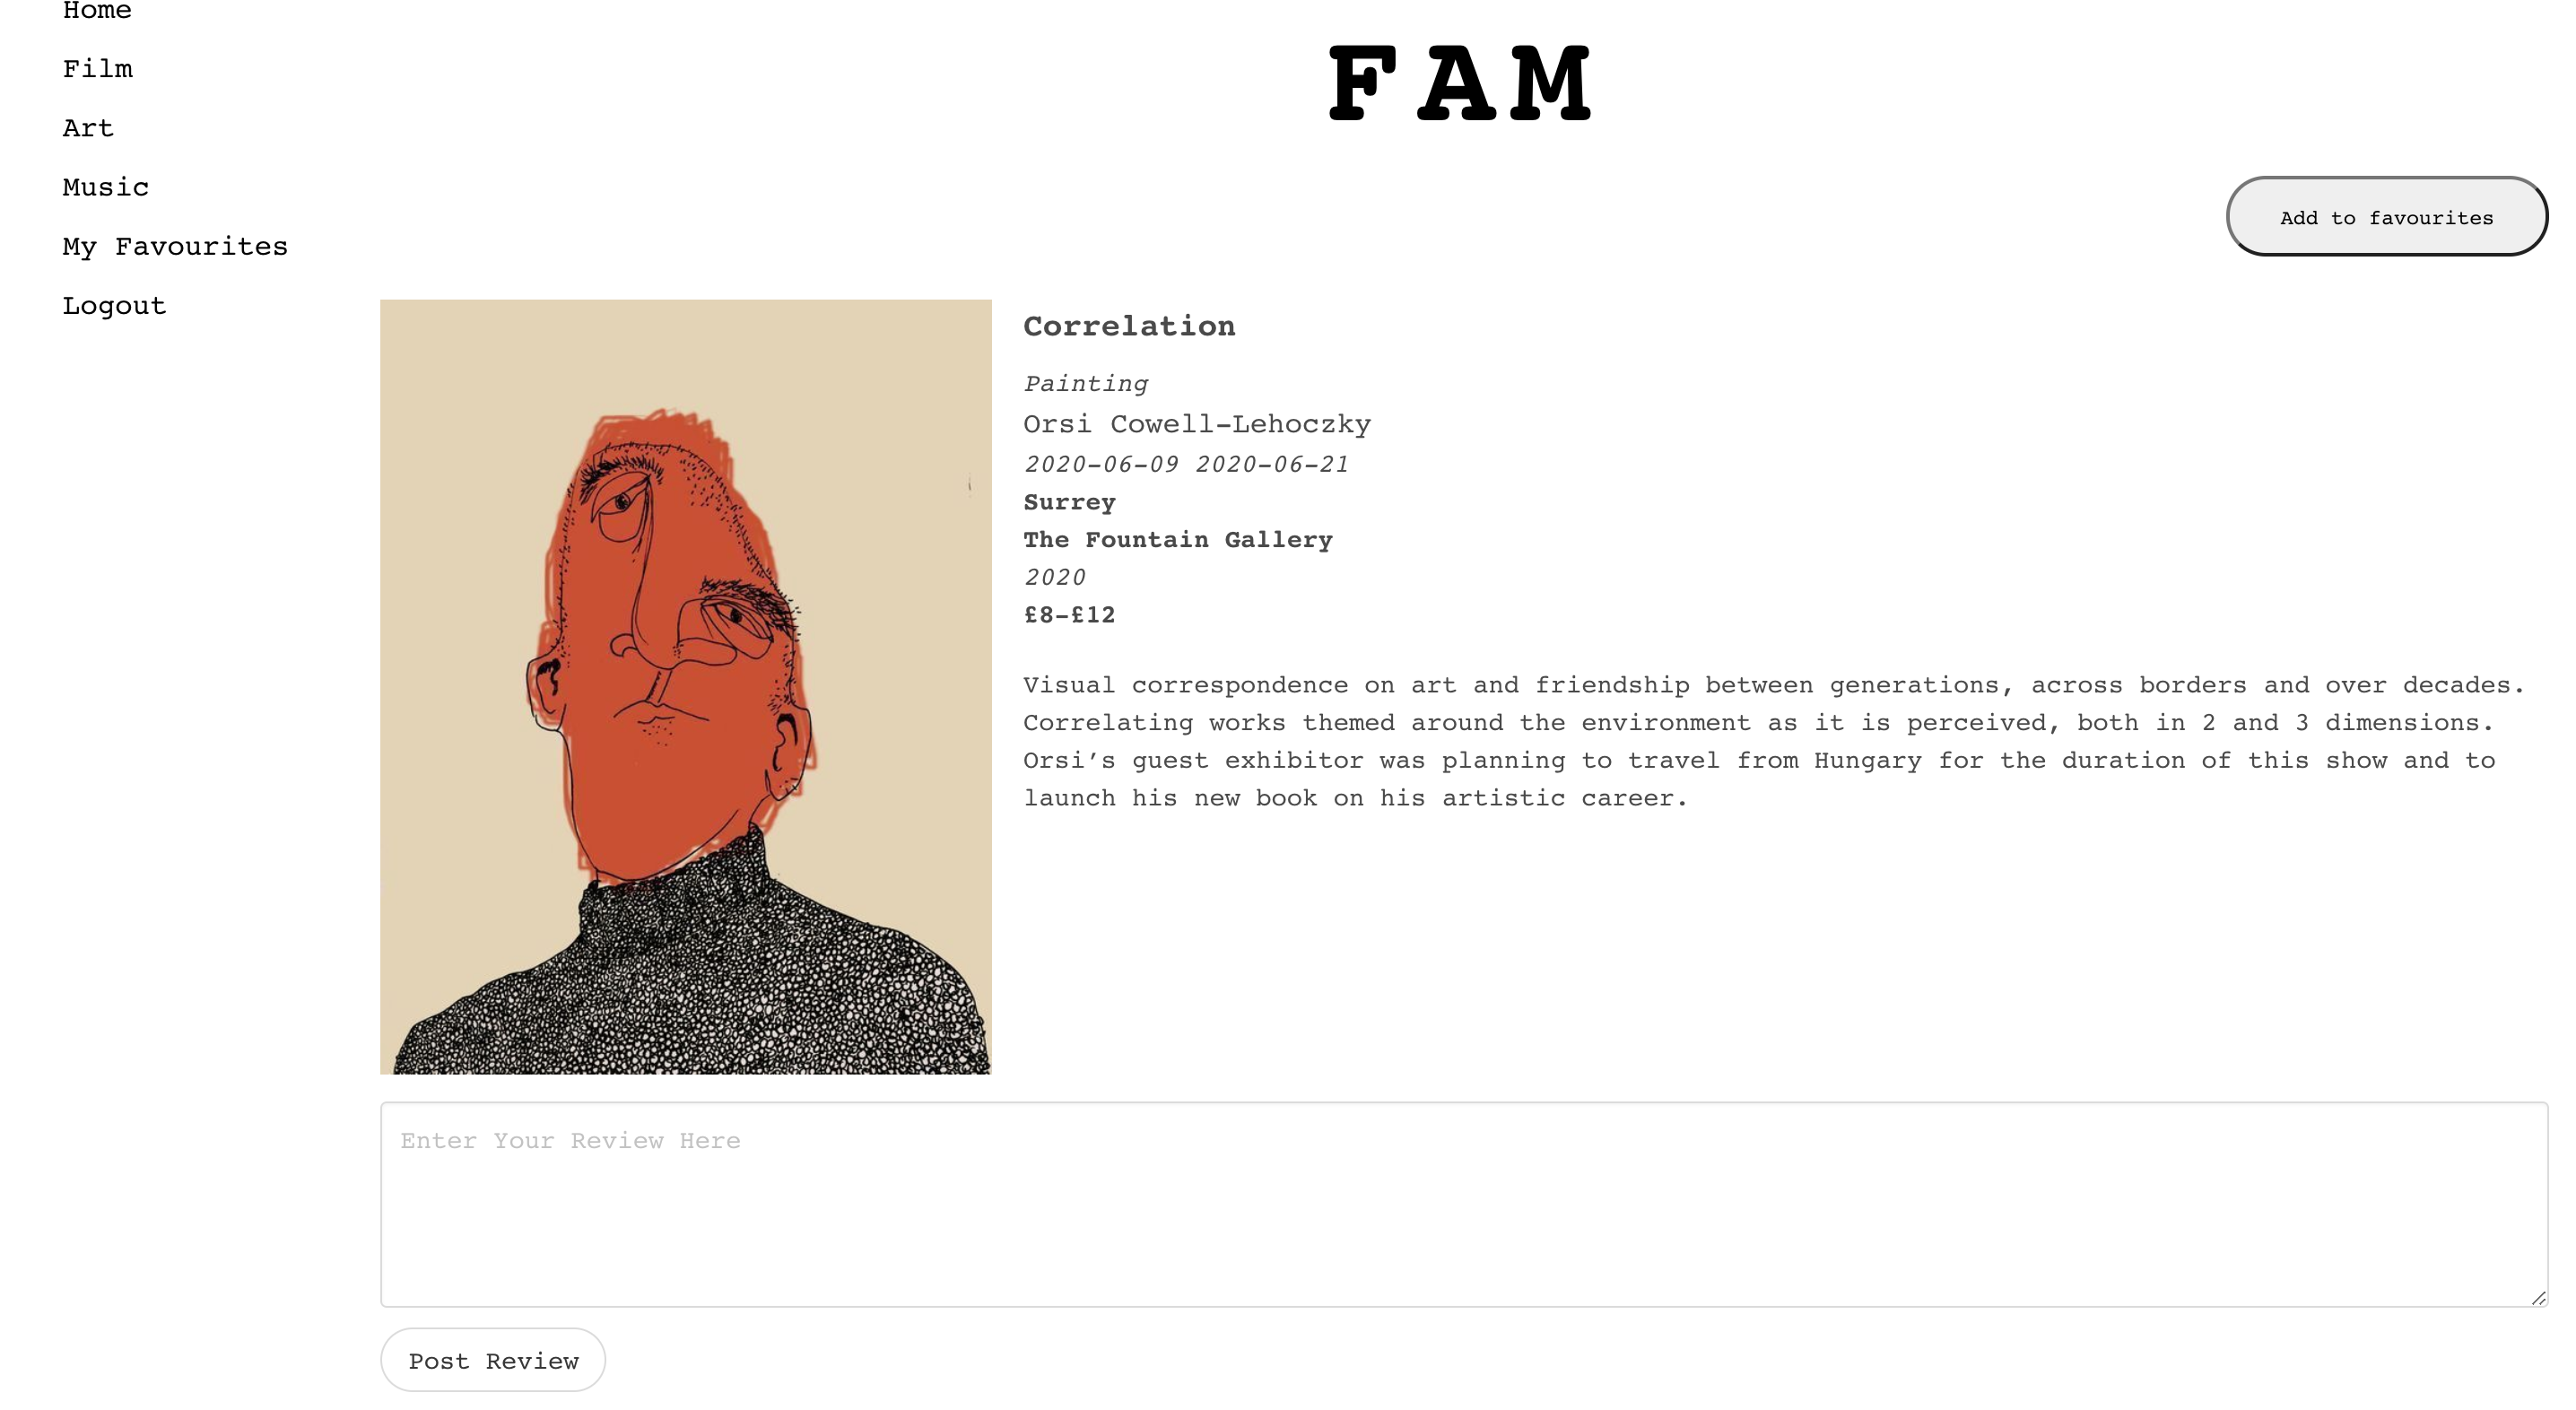 Home
Film
Art
Music
My Favourites
Logout
FAM
Add to favourites
Correlation
Painting
Orsi Cowell-Lehoczky
2020-06-09 2020-06-21
Surrey
The Fountain Gallery
2020
£8-£12
Visual correspondence on art and friendship between generations, across borders and over decades.
Correlating works themed around the environment as it is perceived, both in 2 and 3 dimensions.
Orsi’s guest exhibitor was planning to travel from Hungary for the duration of this show and to
launch his new book on his artistic career.
Enter Your Review Here
Post Review